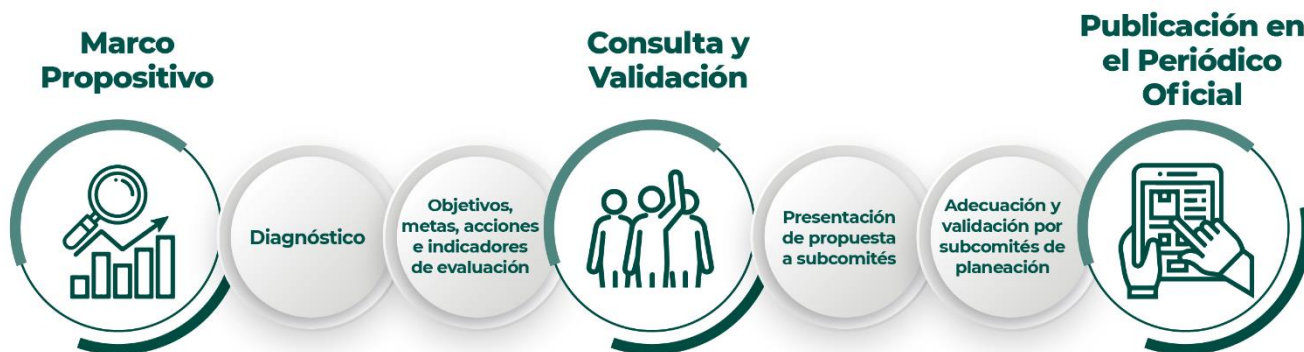 Marco
Propositivo
Diagnóstico
Objetivos,
metas, acciones
e indicadores
de evaluación
Consulta y
Validación
Presentación
de propuesta
a subcomités
Adecuación y
validación por
subcomités de
planeación
Publicación en
el Periódico
Oficial